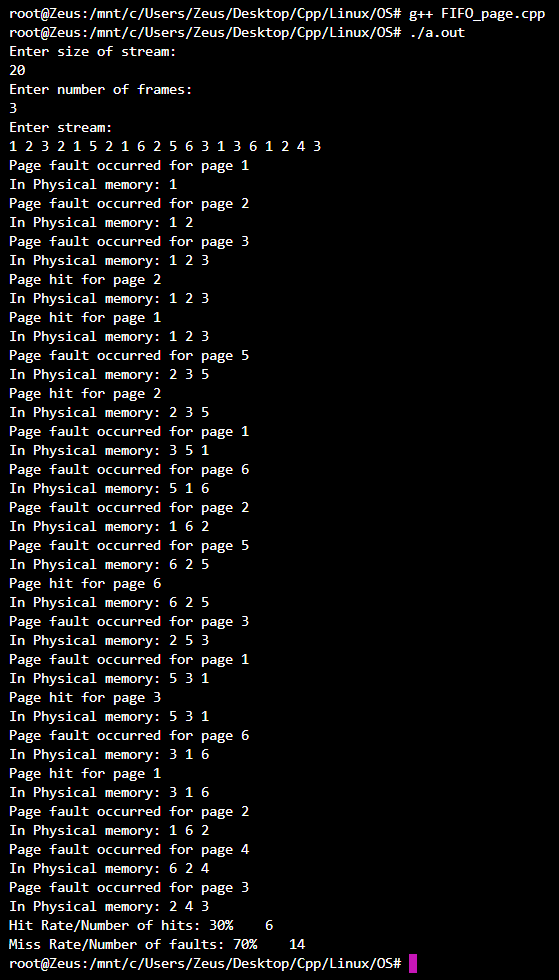 root@Zeus:/mnt/c/Users/Zeus/Desktop/Cpp/Linux/OS# g++ FIFO_page.cpp
root@Zeus:/mnt/c/Users/Zeus/Desktop/Cpp/Linux/OS# ./a.out
Enter size of stream:
20
Enter number of frames:
3
Enter stream:
1 2 3 2 1 5 2 1 6 2 5 6 3 1 3 6 1 2 4 3
Page fault occurred for page 1
In Physical memory: 1
Page fault occurred for page 2
In Physical memory: 1 2
Page fault occurred for page 3
In Physical memory: 1 2 3
Page hit for page 2
In Physical memory: 1 2 3
Page hit for page 1
In Physical memory: 1 2 3
Page fault occurred for page 5
In Physical memory: 2 3 5
Page hit for page 2
In Physical memory: 2 3 5
Page fault occurred for page 1
In Physical memory: 3 5 1
Page fault occurred for page 6
In Physical memory: 5 1 6
Page fault occurred for page 2
In Physical memory: 1 6 2
Page fault occurred for page 5
In Physical memory: 6 2 5
Page hit for page 6
In Physical memory: 6 2 5
Page fault occurred for page 3
In Physical memory: 2 5 3
Page fault occurred for page 1
In Physical memory: 5 3 1
Page hit for page 3
In Physical memory: 5 3 1
Page fault occurred for page 6
In Physical memory: 3 1 6
Page hit for page 1
In Physical memory: 3 1 6
Page fault occurred for page 2
In Physical memory: 1 6 2
Page fault occurred for page 4
In Physical memory: 6 2 4
Page fault occurred for page 3
In Physical memory: 2 4 3
Hit Rate/Number of hits: 30%    6
Miss Rate/Number of faults: 70%    14
root@Zeus:/mnt/c/Users/Zeus/Desktop/Cpp/Linux/OS#